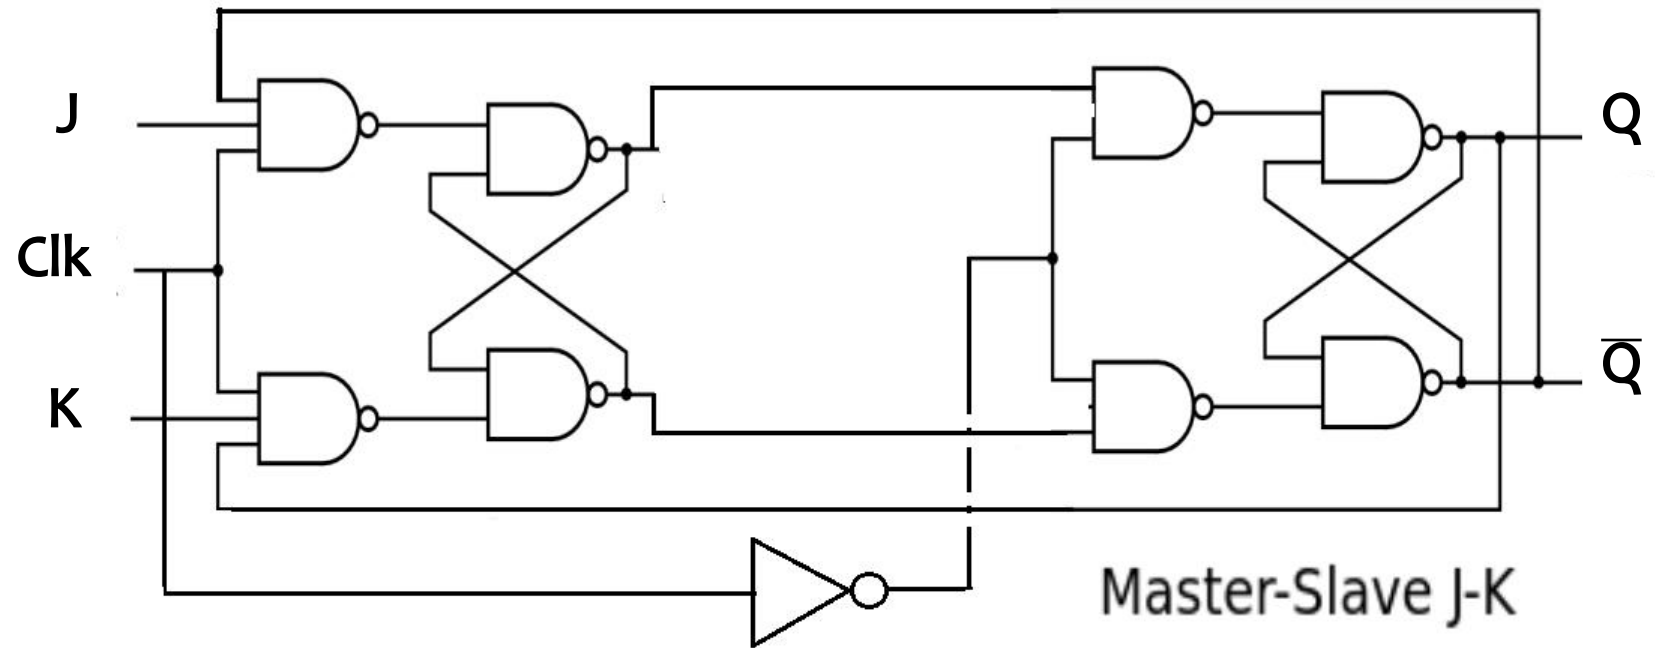 J
Q
Clk
Q̅
K
Master-Slave J-K